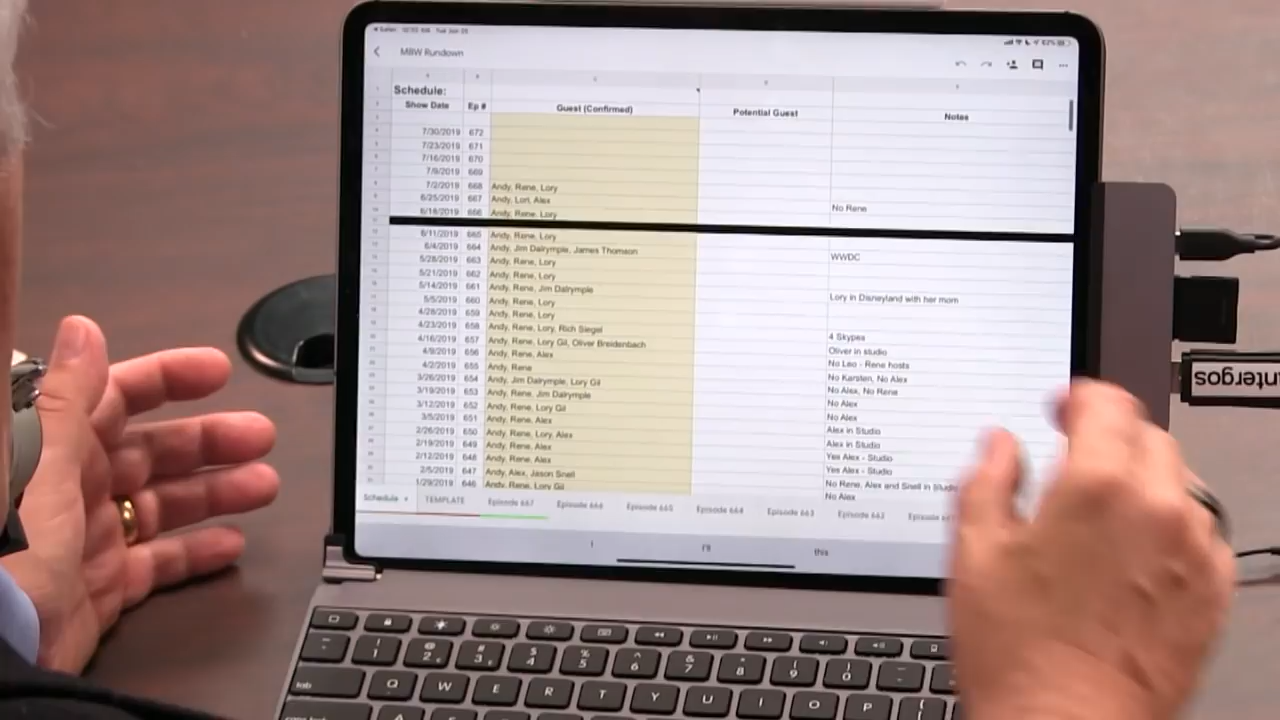 MBW Rundown
Schedule:
Show Date Ep # Guest (Confirmed) Potential Guest Notes
7/30/2019 672
7/23/2019 671
7/16/2019 670
7/9/2019 669
7/2/2019 668 Andy, Rene, Lory
6/25/2019 667 Andy, Lori, Alex No Rene
6/18/2019 666 Andy, Rene, Lory
6/11/2019 665 Andy, Rene, Lory
6/4/2019 664 Andy, Jim Dalrymple, James Thomson WWDC
5/28/2019 663 Andy, Rene, Lory
5/21/2019 662 Andy, Rene, Lory
5/14/2019 661 Andy, Rene, Jim Dalrymple Lory in Disneyland with her mom
5/5/2019 660 Andy, Rene, Lory
4/28/2019 659 Andy, Rene, Lory
4/23/2019 658 Andy, Rene, Lory, Rich Siegel 4 Skypes
4/16/2019 657 Andy, Rene, Lory Gil, Oliver Breidenbach Oliver in studio
4/9/2019 656 Andy, Rene, Alex No Leo - Rene hosts
4/2/2019 655 Andy, Rene No Karsten, No Alex
3/26/2019 654 Andy, Jim Dalrymple, Lory Gil No Alex, No Rene
3/19/2019 653 Andy, Rene, Jim Dalrymple No Alex
3/12/2019 652 Andy, Rene, Lory Gil No Alex
3/5/2019 651 Andy, Rene, Alex Alex in Studio
2/26/2019 650 Andy, Rene, Lory, Alex Alex in Studio
2/19/2019 649 Andy, Rene, Alex Yes Alex - Studio
2/12/2019 648 Andy, Rene, Alex Yes Alex - Studio
2/5/2019 647 Andy, Alex, Jason Snell No Rene, Alex and Snell in Studio
1/29/2019 646 Andy, Rene, Lory Gil No Alex
Schedule TEMPLATE Episode 667 Episode 666 Episode 665 Episode 664 Episode 663 Episode 662
I I'll this
ntergos
! @ # $ % ^ & * ( )
1 2 3 4 5 6 7 8 9 0
tab Q W E R T Y U I O P